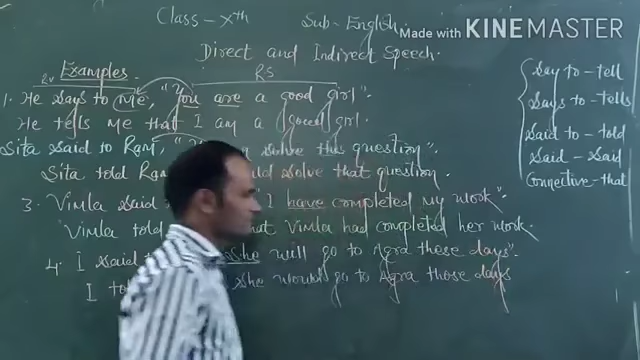 Class - Xth Sub - English
Made with KINEMASTER
Direct and Indirect Speech.
Examples
RV RS
1. He says to me, "You are a good girl".
He tells me that I am a good girl.
Sita said to Ram, " solve this question".
Sita told Ram solve that question.
3. Vimla said I have completed my work".
Vimla told that Vimla had completed her work.
4. I said She will go to Agra these days".
I She would go to Agra those days
Say to - tell
Says to - tells
Said to - told
Said - Said
Connective - that